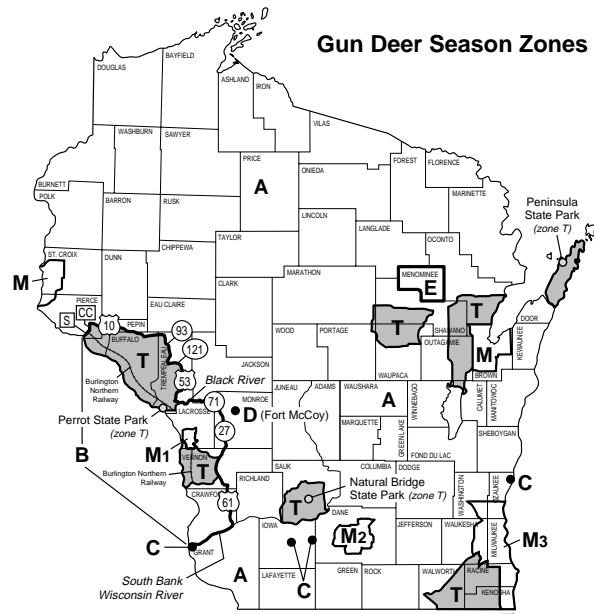 Gun Deer Season Zones
BAYFIELD
DOUGLAS
ASHLAND
IRON
VILAS
WASHBURN
SAWYER
FOREST
FLORENCE
PRICE
ONIEDA
A
MARINETTE
BURNETT
POLK
BARRON
RUSK
LINCOLN
LANGLADE
OCONTO
Peninsula
State Park
(zone T)
CHIPPEWA
TAYLOR
ST. CROIX
DUNN
MARATHON
MENOMINEE
E
M
CLARK
PIERCE
CC
S
EAU CLAIRE
10
PEPIN
93
BUFFALO
T
TREMPEALEAU
121
WOOD
PORTAGE
T
SHAWANO
T
DOOR
OUTAGAMIE
KEWAUNEE
M
WAUPACA
BROWN
53
JACKSON
Burlington
Northern
Railway
Black River
JUNEAU
ADAMS
WAUSHARA
A
WINNEBAGO
CALUMET
MANITOWOC
71
MONROE
LACROSSE
D (Fort McCoy)
Perrot State Park
(zone T)
27
MARQUETTE
GREENLAKE
B
M1
FOND DU LAC
SHEBOYGAN
VERNON
T
Burlington Northern
Railway
SAUK
COLUMBIA
DODGE
RICHLAND
Natural Bridge
State Park (zone T)
WASHINGTON
OZAUKEE
C
CRAWFORD
61
T
DANE
IOWA
M2
JEFFERSON
WAUKESHA
MILWAUKEE
M3
C
GRANT
South Bank
Wisconsin River
A
LAFAYETTE
C
GREEN
ROCK
WALWORTH
RACINE
T
KENOSHA